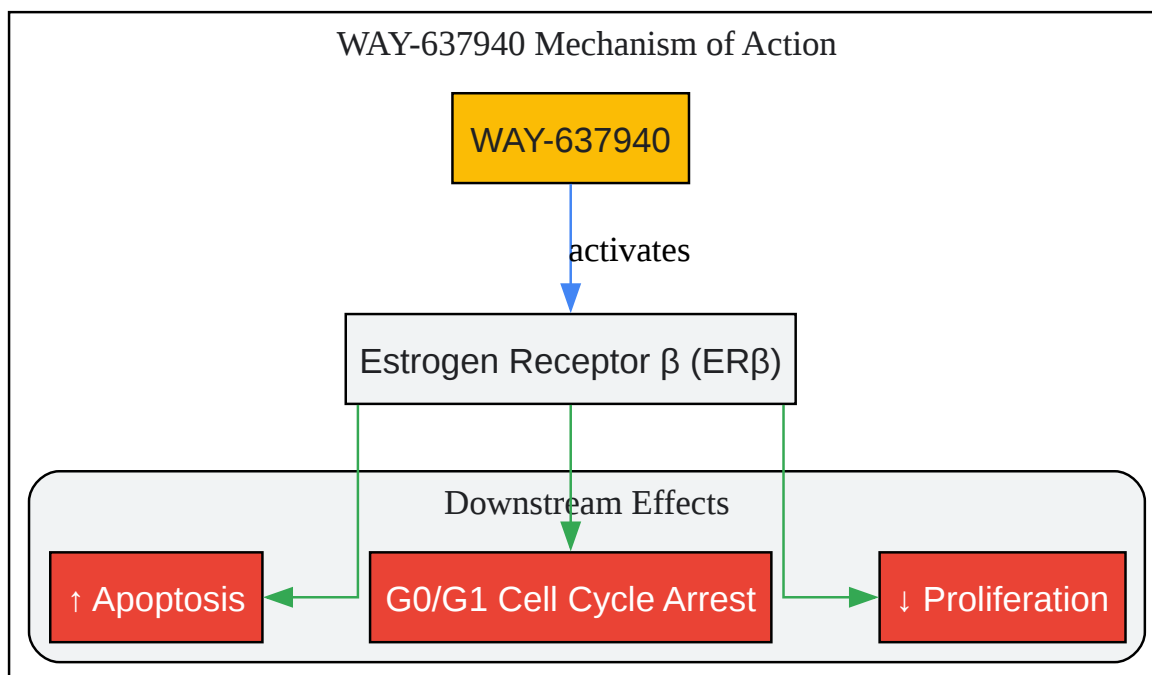 WAY-637940 Mechanism of Action
WAY-637940
activates
Estrogen Receptor β (ERβ)
Downstream Effects
↑ Apoptosis
G0/G1 Cell Cycle Arrest
↓ Proliferation